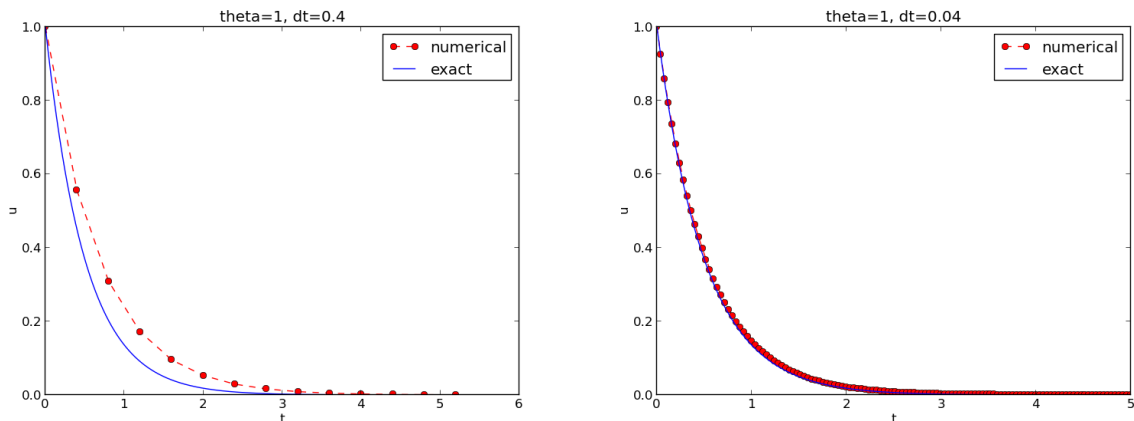 theta=1, dt=0.4
1.0
0.8
0.6
0.4
0.2
0.0
u
numerical
exact
0 1 2 3 4 5 6
t
theta=1, dt=0.04
1.0
0.8
0.6
0.4
0.2
0.0
u
numerical
exact
0 1 2 3 4 5
t